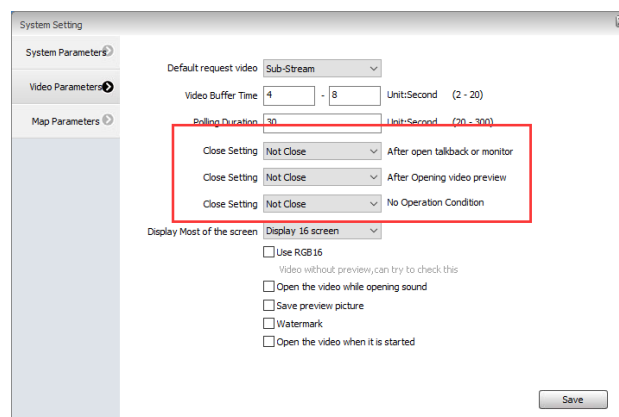 System Setting
System Parameters
Video Parameters
Map Parameters
Default request video Sub-Stream
Video Buffer Time 4 - 8 Unit:Second (2 - 20)
Polling Duration 30 Unit:Second (20 - 300)
Close Setting Not Close After open talkback or monitor
Close Setting Not Close After Opening video preview
Close Setting Not Close No Operation Condition
Display Most of the screen Display 16 screen
Use RGB16
Video without preview,can try to check this
Open the video while opening sound
Save preview picture
Watermark
Open the video when it is started
Save